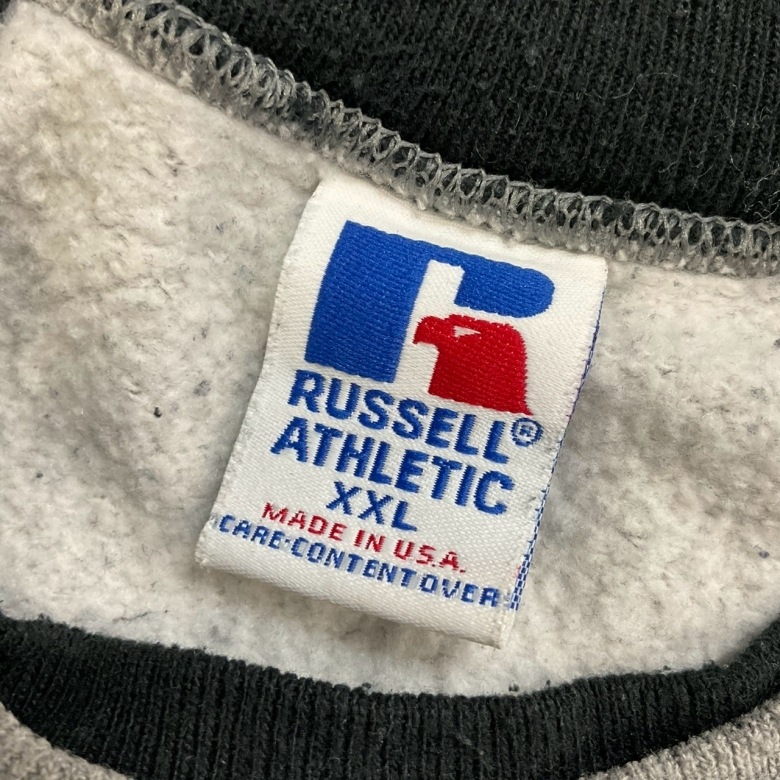 RUSSELL®
ATHLETIC
XXL
MADE IN U.S.A.
CARE·CONTENT OVER